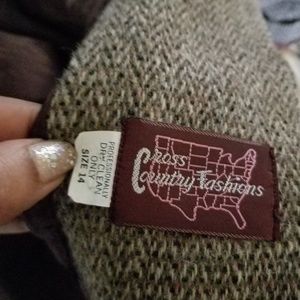 PROFESSIONALLY
DRY CLEAN
ONLY
SIZE 14
Cross
Country Fashions